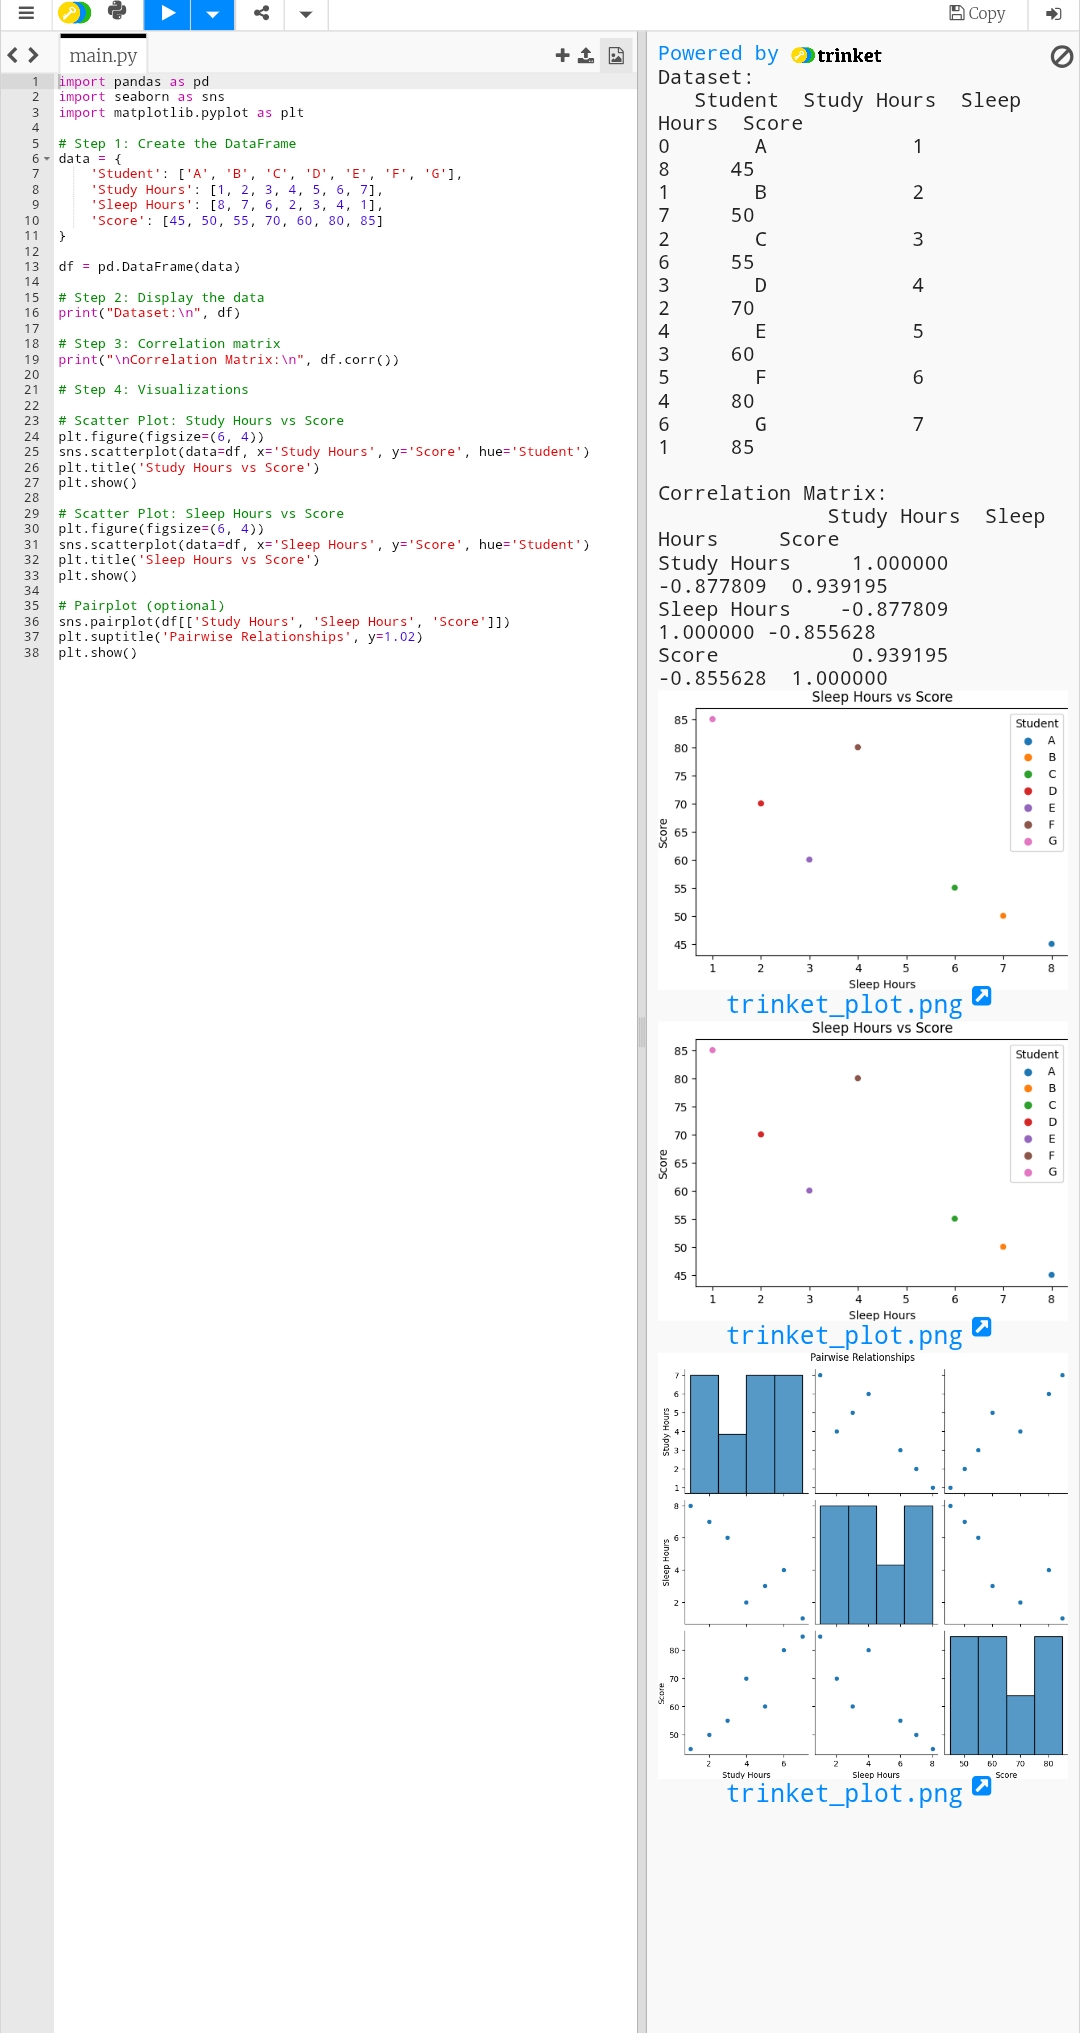 Copy
main.py
1 import pandas as pd
2 import seaborn as sns
3 import matplotlib.pyplot as plt
4
5 # Step 1: Create the DataFrame
6 data = {
7 'Student': ['A', 'B', 'C', 'D', 'E', 'F', 'G'],
8 'Study Hours': [1, 2, 3, 4, 5, 6, 7],
9 'Sleep Hours': [8, 7, 6, 2, 3, 4, 1],
10 'Score': [45, 50, 55, 70, 60, 80, 85]
11 }
12
13 df = pd.DataFrame(data)
14
15 # Step 2: Display the data
16 print("Dataset:\n", df)
17
18 # Step 3: Correlation matrix
19 print("\nCorrelation Matrix:\n", df.corr())
20
21 # Step 4: Visualizations
22
23 # Scatter Plot: Study Hours vs Score
24 plt.figure(figsize=(6, 4))
25 sns.scatterplot(data=df, x='Study Hours', y='Score', hue='Student')
26 plt.title('Study Hours vs Score')
27 plt.show()
28
29 # Scatter Plot: Sleep Hours vs Score
30 plt.figure(figsize=(6, 4))
31 sns.scatterplot(data=df, x='Sleep Hours', y='Score', hue='Student')
32 plt.title('Sleep Hours vs Score')
33 plt.show()
34
35 # Pairplot (optional)
36 sns.pairplot(df[['Study Hours', 'Sleep Hours', 'Score']])
37 plt.suptitle('Pairwise Relationships', y=1.02)
38 plt.show()
Powered by trinket
Dataset:
Student Study Hours Sleep
Hours Score
0 A 1
8 45
1 B 2
7 50
2 C 3
6 55
3 D 4
2 70
4 E 5
3 60
5 F 6
4 80
6 G 7
1 85
Correlation Matrix:
Study Hours Sleep
Hours Score
Study Hours 1.000000
-0.877809 0.939195
Sleep Hours -0.877809
1.000000 -0.855628
Score 0.939195
-0.855628 1.000000
Sleep Hours vs Score
Student
A
B
C
D
E
F
G
85
80
75
70
65
60
55
50
45
Score
1 2 3 4 5 6 7 8
Sleep Hours
trinket_plot.png
Sleep Hours vs Score
Student
A
B
C
D
E
F
G
85
80
75
70
65
60
55
50
45
Score
1 2 3 4 5 6 7 8
Sleep Hours
trinket_plot.png
Pairwise Relationships
7
6
5
4
3
2
1
Study Hours
8
6
4
2
Sleep Hours
80
70
60
50
Score
2 4 6 2 4 6 8 50 60 70 80
Study Hours Sleep Hours Score
trinket_plot.png